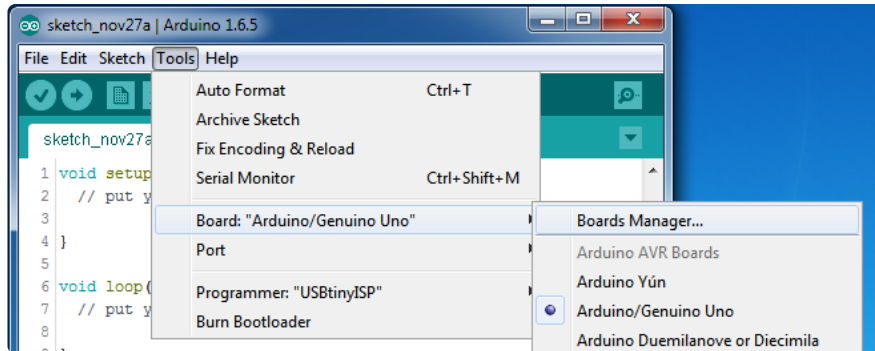 sketch_nov27a | Arduino 1.6.5
File Edit Sketch Tools Help
sketch_nov27a
Auto Format Ctrl+T
Archive Sketch
Fix Encoding & Reload
Serial Monitor Ctrl+Shift+M
Board: "Arduino/Genuino Uno"
Port
Programmer: "USBtinyISP"
Burn Bootloader
Boards Manager...
Arduino AVR Boards
Arduino Yún
Arduino/Genuino Uno
Arduino Duemilanove or Diecimila
1 void setup
2 // put y
3
4 }
5
6 void loop(
7 // put y
8